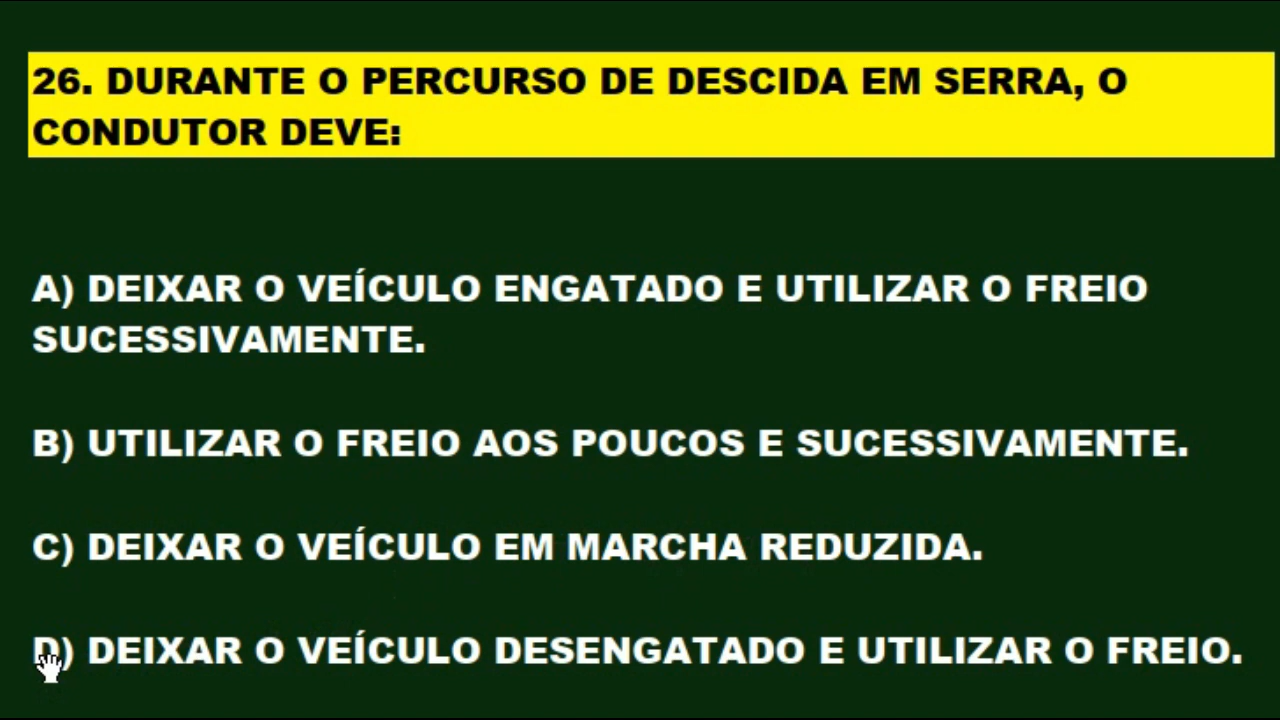 26. DURANTE O PERCURSO DE DESCIDA EM SERRA, O
CONDUTOR DEVE:
A) DEIXAR O VEÍCULO ENGATADO E UTILIZAR O FREIO
SUCESSIVAMENTE.
B) UTILIZAR O FREIO AOS POUCOS E SUCESSIVAMENTE.
C) DEIXAR O VEÍCULO EM MARCHA REDUZIDA.
D) DEIXAR O VEÍCULO DESENGATADO E UTILIZAR O FREIO.